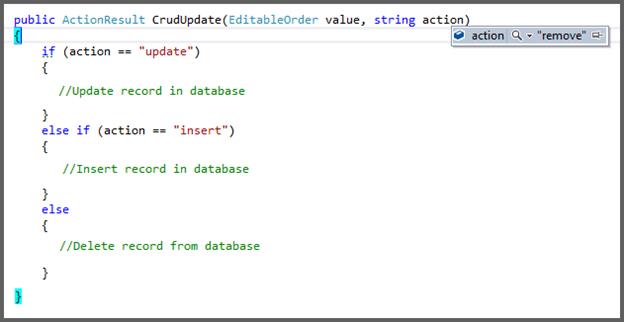 public ActionResult CrudUpdate(EditableOrder value, string action)
action "remove"
{
if (action == "update")
{
//Update record in database
}
else if (action == "insert")
{
//Insert record in database
}
else
{
//Delete record from database
}
}